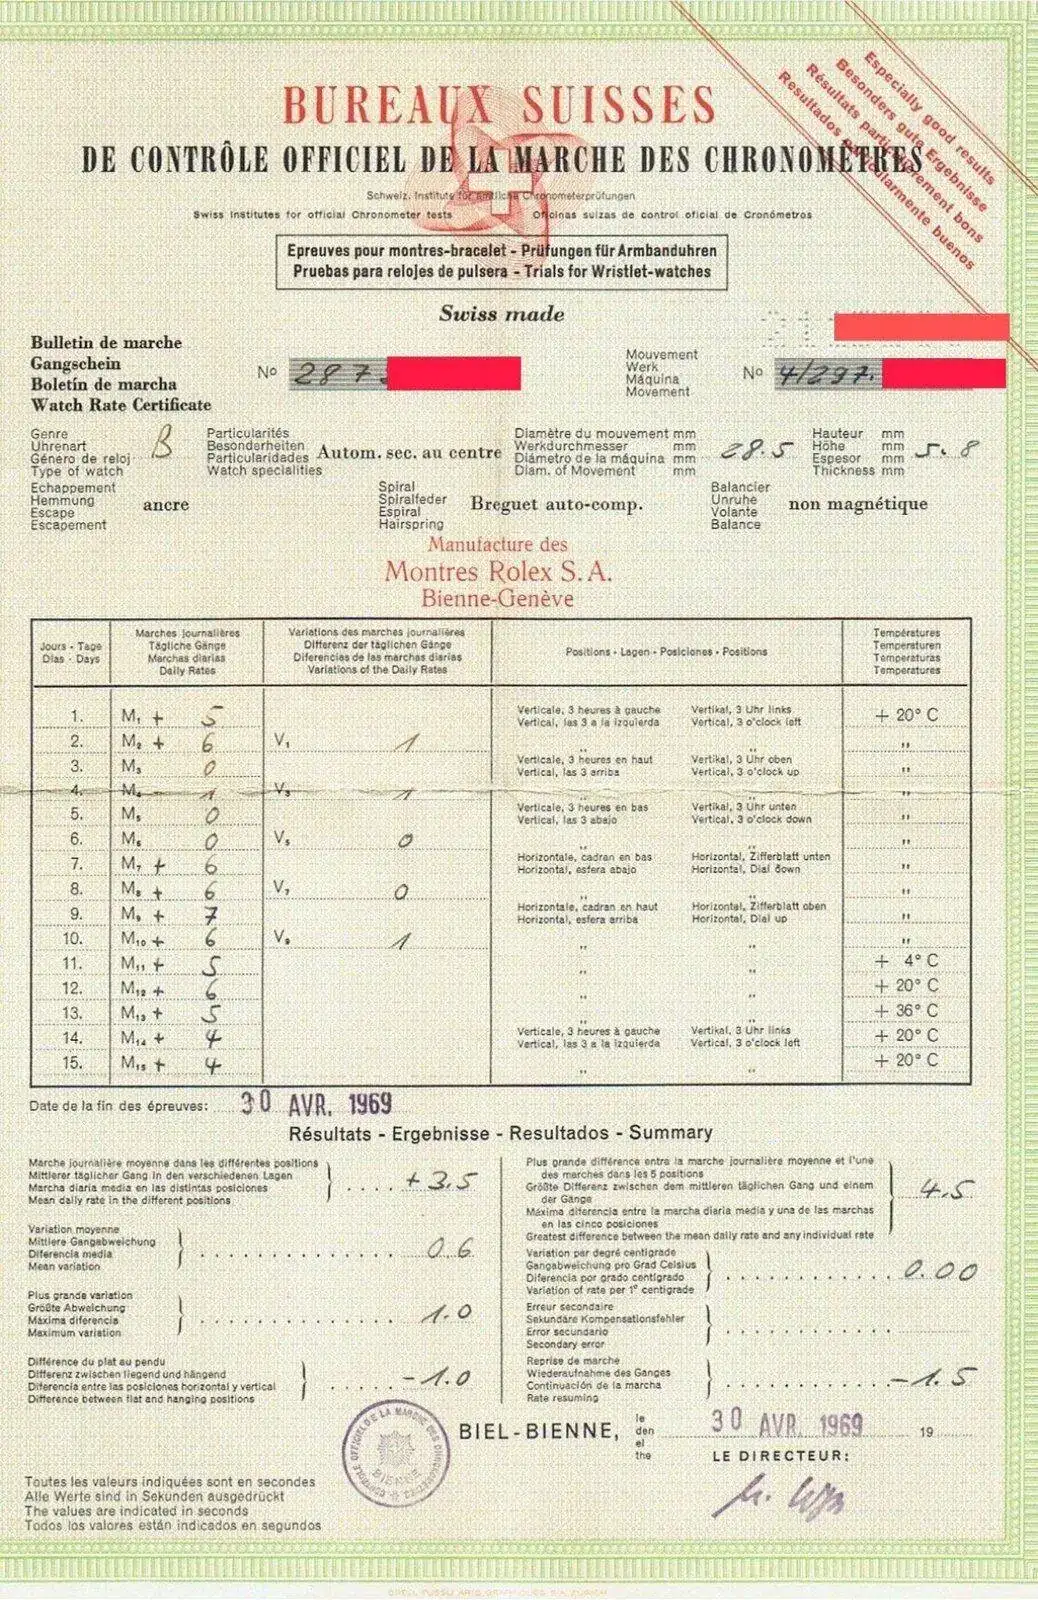 Especially good results
Besonders gute Ergebnisse
Résultats particulièrement bons
Resultados particularmente buenos
BUREAUX SUISSES
DE CONTRÔLE OFFICIEL DE LA MARCHE DES CHRONOMÈTRES
Schweiz. Institute für amtliche Chronometerprüfungen
Swiss Institutes for official Chronometer tests Oficinas suizas de control oficial de Cronómetros
Epreuves pour montres-bracelet - Prüfungen für Armbanduhren
Pruebas para relojes de pulsera - Trials for Wristlet-watches
Swiss made
Bulletin de marche
Gangschein
Boletín de marcha
Watch Rate Certificate
No 287
Mouvement
Werk
Máquina
Movement
No 4/297.
Genre
Uhrenart
Género de reloj
Type of watch
B
Particularités
Besonderheiten
Particularidades
Watch specialities
Autom. sec. au centre
Diamètre du mouvement mm
Werkdurchmesser mm
Diámetro de la máquina mm
Diam. of Movement mm
28.5
Hauteur mm
Höhe mm
Espesor mm
Thickness mm
5.8
Echappement
Hemmung
Escape
Escapement
ancre
Spiral
Spiralfeder
Espiral
Hairspring
Breguet auto-comp.
Balancier
Unruhe
Volante
Balance
non magnétique
Manufacture des
Montres Rolex S.A.
Bienne-Genève
Jours - Tage
Días - Days
Marches journalières
Tägliche Gänge
Marchas diarias
Daily Rates
Variations des marches journalières
Differenz der täglichen Gänge
Diferencias de las marchas diarias
Variations of the Daily Rates
Positions - Lagen - Posiciones - Positions
Températures
Temperaturen
Temperaturas
Temperatures
1. M₁ + 5 Verticale, 3 heures à gauche Vertikal, 3 Uhr links + 20° C
Vertical, las 3 a la izquierda Vertical, 3 o'clock left
2. M₂ + 6 V₁ 1 " " "
3. M₃ 0 Verticale, 3 heures en haut Vertikal, 3 Uhr oben "
Vertical, las 3 arriba Vertical, 3 o'clock up
4. M₄ 1 V₃ 1 "
5. M₅ 0 Verticale, 3 heures en bas Vertikal, 3 Uhr unten "
Vertical, las 3 abajo Vertical, 3 o'clock down
6. M₆ 0 V₅ 0 " " "
7. M₇ + 6 Horizontale, cadran en bas Horizontal, Zifferblatt unten "
Horizontal, esfera abajo Horizontal, Dial down
8. M₈ + 6 V₇ 0 " " "
9. M₉ + 7 Horizontale, cadran en haut Horizontal, Zifferblatt oben "
Horizontal, esfera arriba Horizontal, Dial up
10. M₁₀ + 6 V₉ 1 " " "
11. M₁₁ + 5 " " + 4° C
12. M₁₂ + 6 " " + 20° C
13. M₁₃ + 5 " " + 36° C
14. M₁₄ + 4 Verticale, 3 heures à gauche Vertikal, 3 Uhr links + 20° C
Vertical, las 3 a la izquierda Vertical, 3 o'clock left
15. M₁₅ + 4 " " + 20° C
Date de la fin des épreuves: 30 AVR. 1969
Résultats - Ergebnisse - Resultados - Summary
Marche journalière moyenne dans les différentes positions
Mittlerer täglicher Gang in den verschiedenen Lagen
Marcha diaria media en las distintas posiciones
Mean daily rate in the different positions
+3.5
Variation moyenne
Mittlere Gangabweichung
Diferencia media
Mean variation
0.6
Plus grande variation
Größte Abweichung
Máxima diferencia
Maximum variation
1.0
Différence du plat au pendu
Differenz zwischen liegend und hängend
Diferencia entre las posiciones horizontal y vertical
Difference between flat and hanging positions
-1.0
Plus grande différence entre la marche journalière moyenne et l'une
des marches dans les 5 positions
Größte Differenz zwischen dem mittleren täglichen Gang und einem
der Gänge
Máxima diferencia entre la marcha diaria media y una de las marchas
en las cinco posiciones
Greatest difference between the mean daily rate and any individual rate
4.5
Variation par degré centigrade
Gangabweichung pro Grad Celsius
Diferencia por grado centígrado
Variation of rate per 1° centigrade
0.00
Erreur secondaire
Sekundäre Kompensationsfehler
Error secundario
Secondary error
Reprise de marche
Wiederaufnahme des Ganges
Continuación de la marcha
Rate resuming
-1.5
BIEL-BIENNE,
le
den
el
the
30 AVR. 1969 19
LE DIRECTEUR:
BIENNE
Toutes les valeurs indiquées sont en secondes
Alle Werte sind in Sekunden ausgedrückt
The values are indicated in seconds
Todos los valores están indicados en segundos